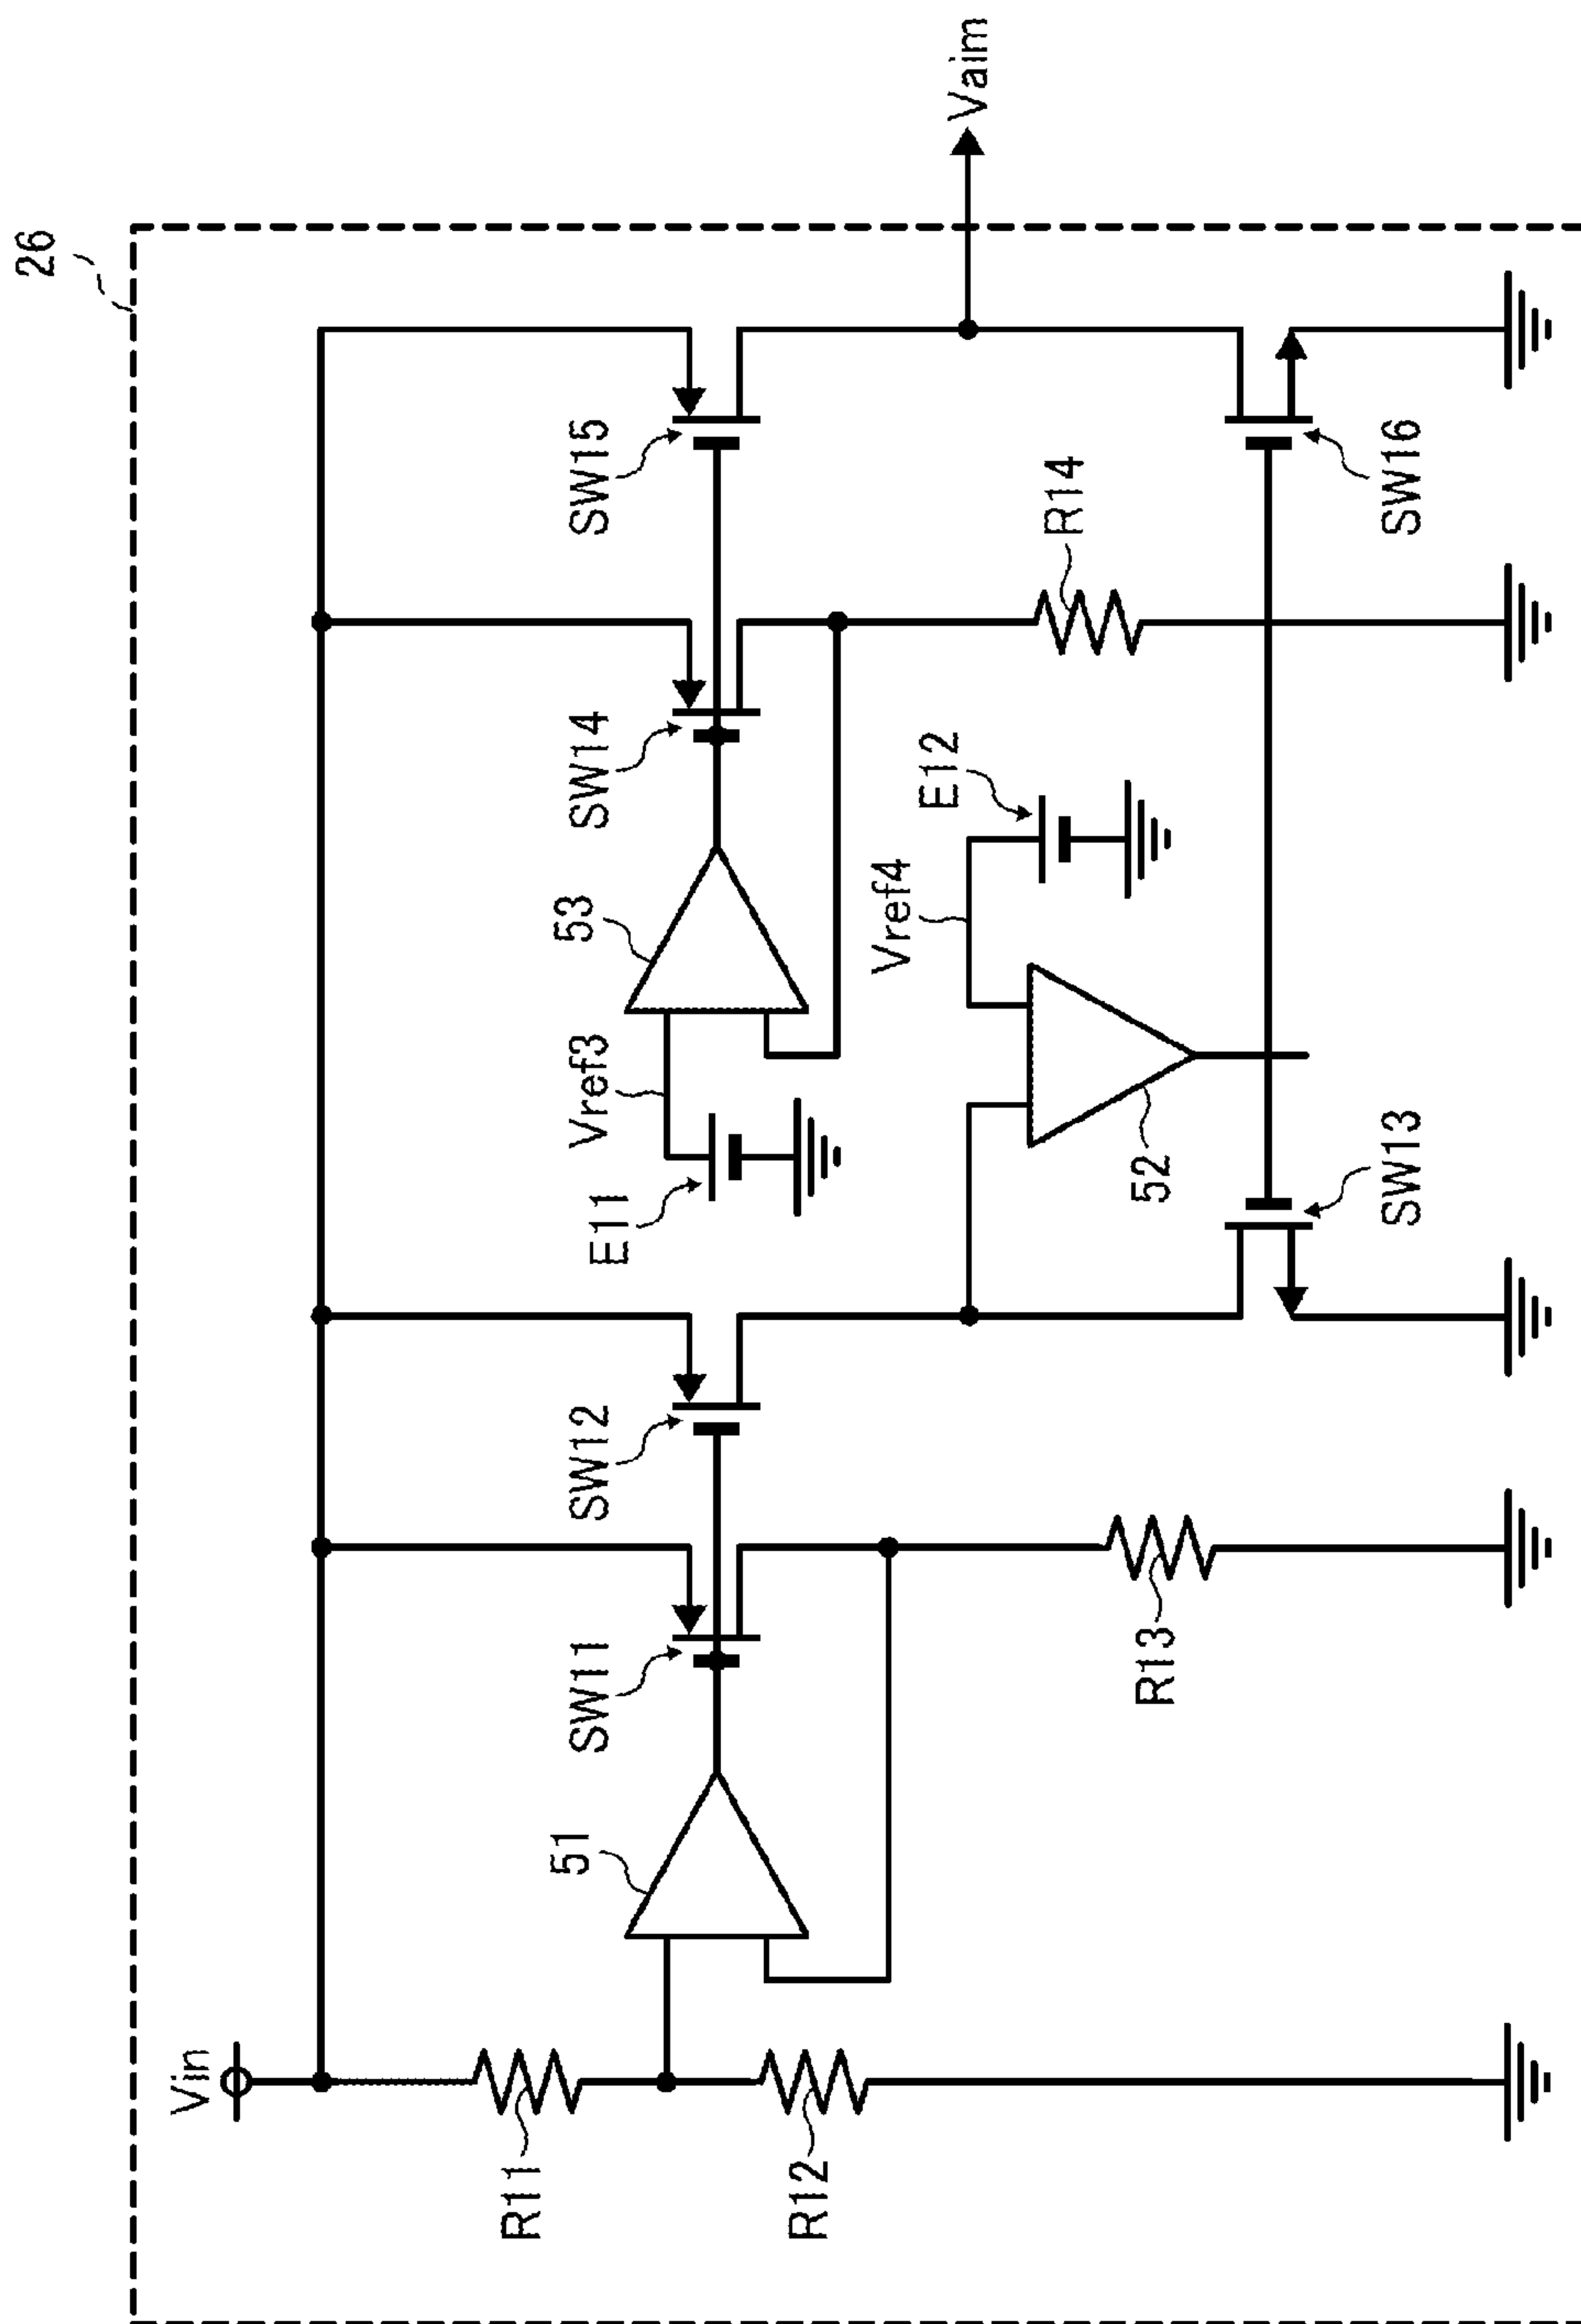 26
Vin
R11
R12
51
SW11
R13
SW12
E11
Vref3
53
SW14
SW15
Vref4
E12
52
SW13
R14
SW16
Vaim